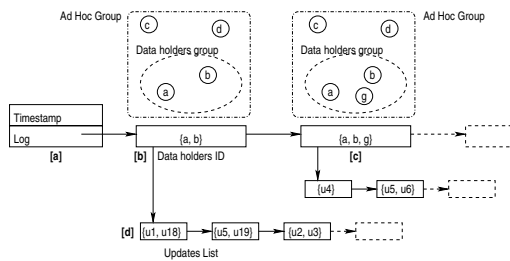 Ad Hoc Group
Ad Hoc Group
c
d
c
d
Data holders group
Data holders group
b
b
a
a
g
Timestamp
Log
{a, b}
{a, b, g}
[a]
[b]
Data holders ID
[c]
{u4}
{u5, u6}
[d]
{u1, u18}
{u5, u19}
{u2, u3}
Updates List